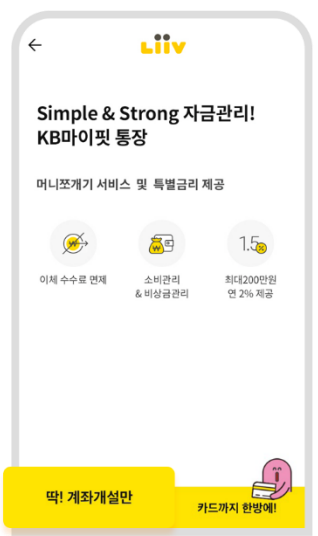 Liiv
Simple & Strong 자금관리!
KB마이핏 통장
머니쪼개기 서비스 및 특별금리 제공
₩
₩
1.5%
이체 수수료 면제
소비관리
& 비상금관리
최대200만원
연 2% 제공
딱! 계좌개설만
카드까지 한방에!